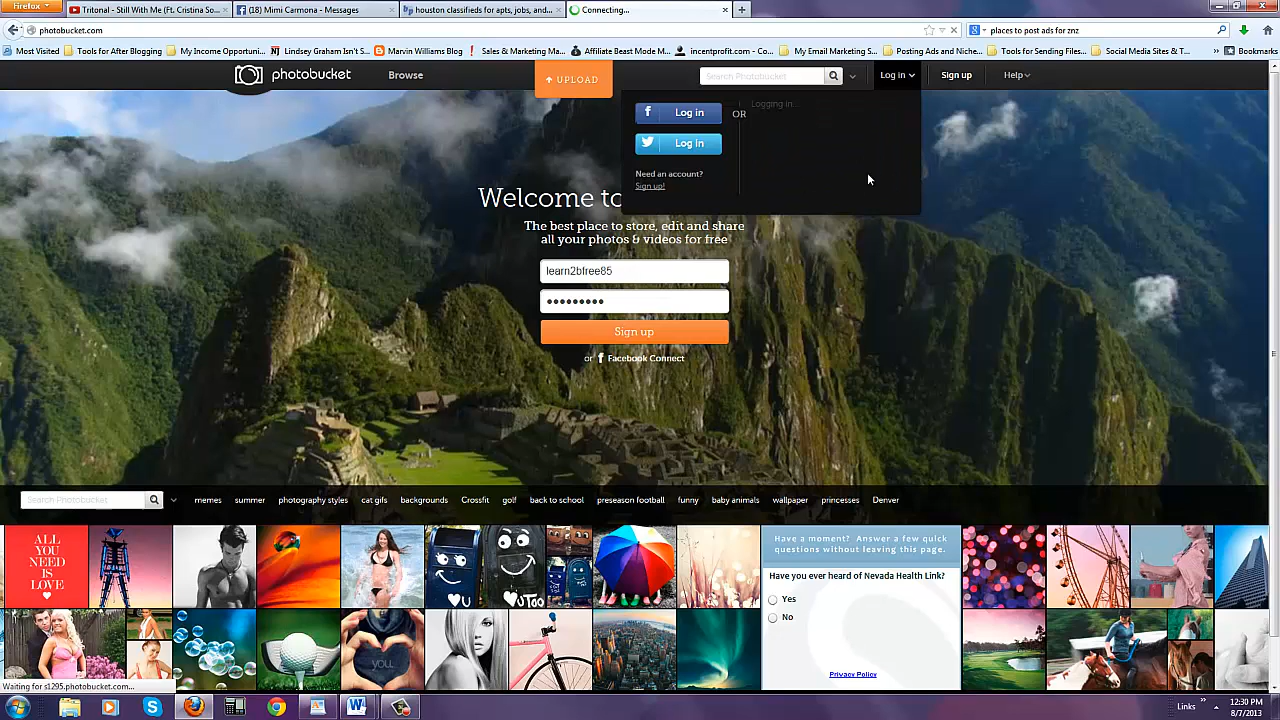 Firefox
Tritonal - Still With Me (Ft. Cristina So...
(18) Mimi Carmona - Messages
houston classifieds for apts, jobs, and...
Connecting...
photobucket.com
places to post ads for znz
Most Visited
Tools for After Blogging
My Income Opportuni...
Lindsey Graham Isn't S...
Marvin Williams Blog
Sales & Marketing Ma...
Affiliate Beast Mode M...
incentprofit.com - Co...
My Email Marketing S...
Posting Ads and Niche...
Tools for Sending Files...
Social Media Sites & T...
Bookmarks
photobucket
Browse
UPLOAD
Search Photobucket
Log in
Sign up
Help
Log in
OR
Logging in...
Log in
Need an account?
Sign up!
Welcome to
The best place to store, edit and share
all your photos & videos for free
learn2bfree85
•••••••••
Sign up
or Facebook Connect
Search Photobucket
memes
summer
photography styles
cat gifs
backgrounds
Crossfit
golf
back to school
preseason football
funny
baby animals
wallpaper
princesses
Denver
ALL
YOU
NEED
IS
LOVE
♥U
♥U Too
YOU
Have a moment? Answer a few quick
questions without leaving this page.
Have you ever heard of Nevada Health Link?
Yes
No
Privacy Policy
Waiting for s1295.photobucket.com...
Links
12:30 PM
8/7/2013